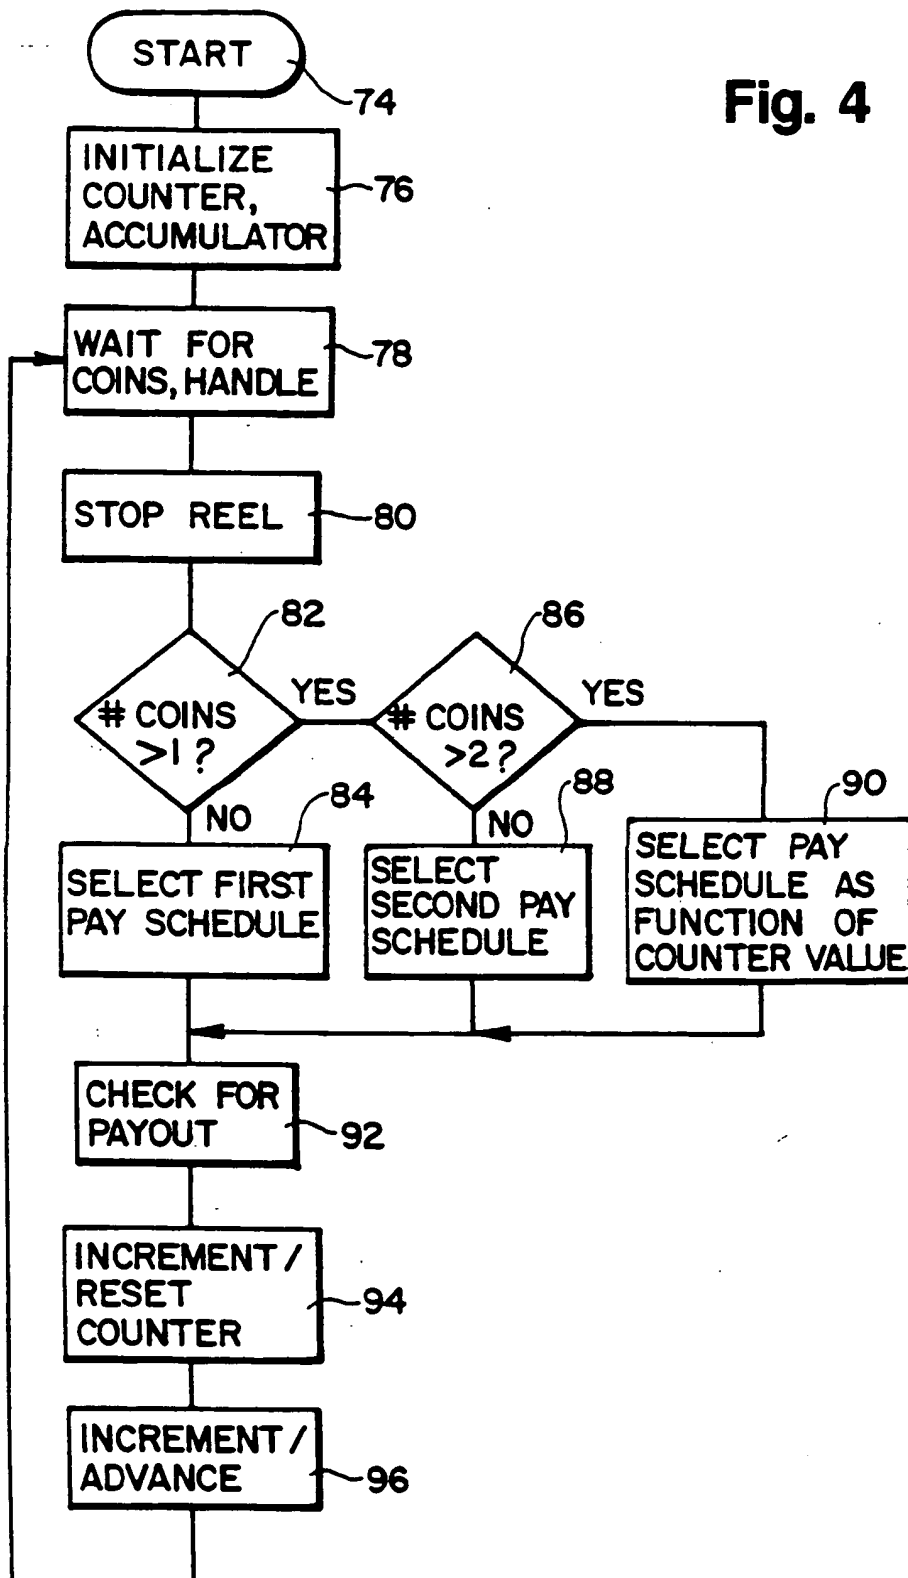 START
74
Fig. 4
INITIALIZE
COUNTER,
ACCUMULATOR
76
WAIT FOR
COINS, HANDLE
78
STOP REEL
80
82
# COINS
>1?
YES
NO
86
# COINS
>2?
YES
NO
84
SELECT FIRST
PAY SCHEDULE
88
SELECT
SECOND PAY
SCHEDULE
90
SELECT PAY
SCHEDULE AS
FUNCTION OF
COUNTER VALUE
CHECK FOR
PAYOUT
92
INCREMENT/
RESET
COUNTER
94
INCREMENT/
ADVANCE
96